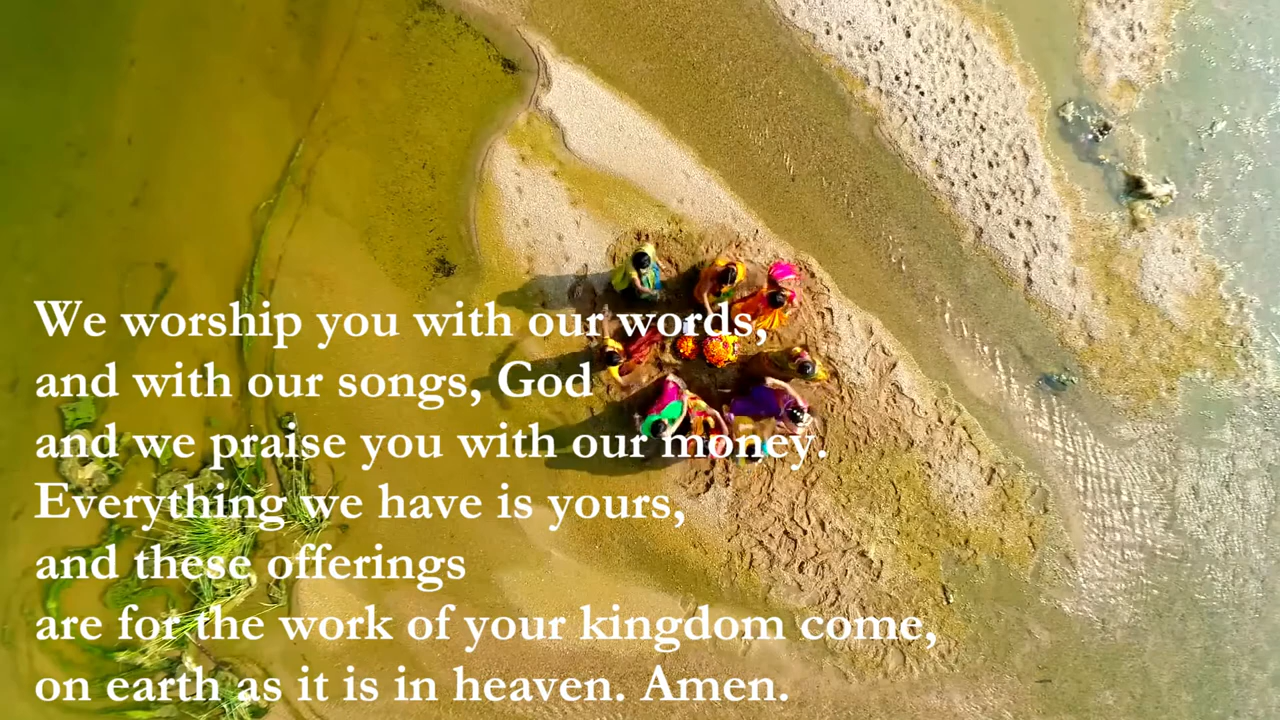 We worship you with our words,
and with our songs, God
and we praise you with our money.
Everything we have is yours,
and these offerings
are for the work of your kingdom come,
on earth as it is in heaven. Amen.